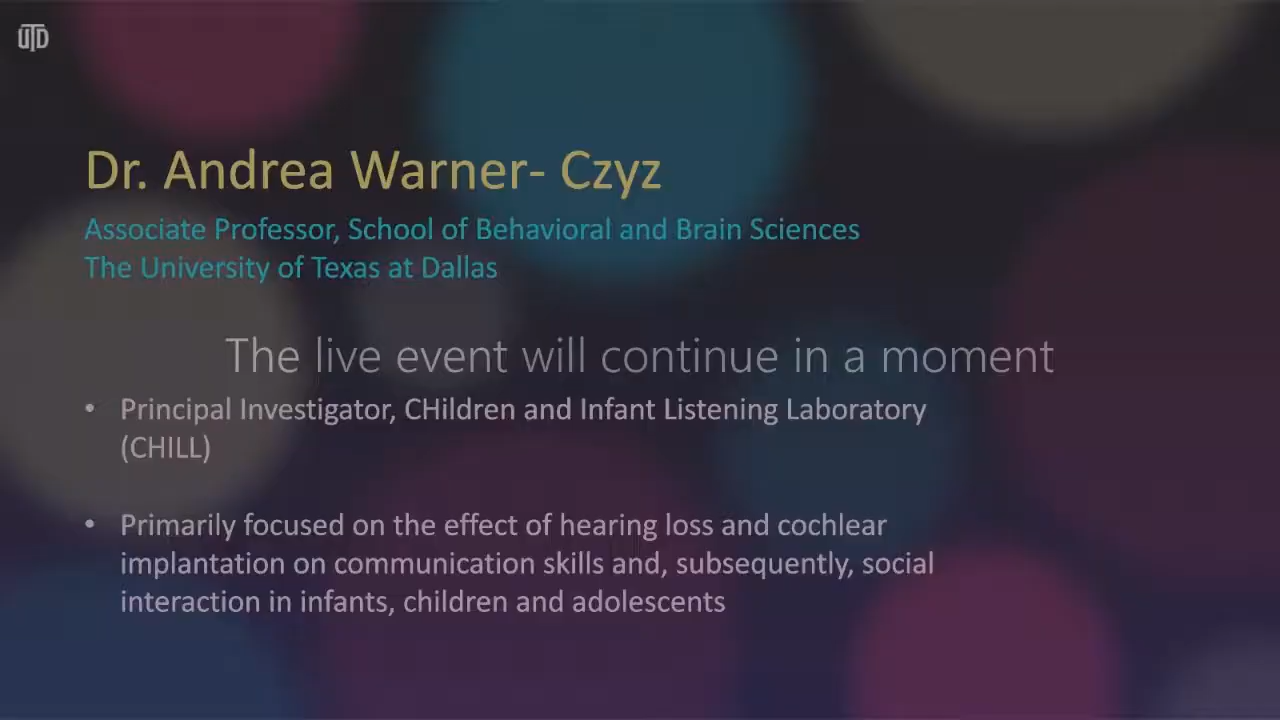 UTD
Dr. Andrea Warner- Czyz
Associate Professor, School of Behavioral and Brain Sciences
The University of Texas at Dallas
The live event will continue in a moment
• Principal Investigator, CHildren and Infant Listening Laboratory
(CHILL)
• Primarily focused on the effect of hearing loss and cochlear
implantation on communication skills and, subsequently, social
interaction in infants, children and adolescents